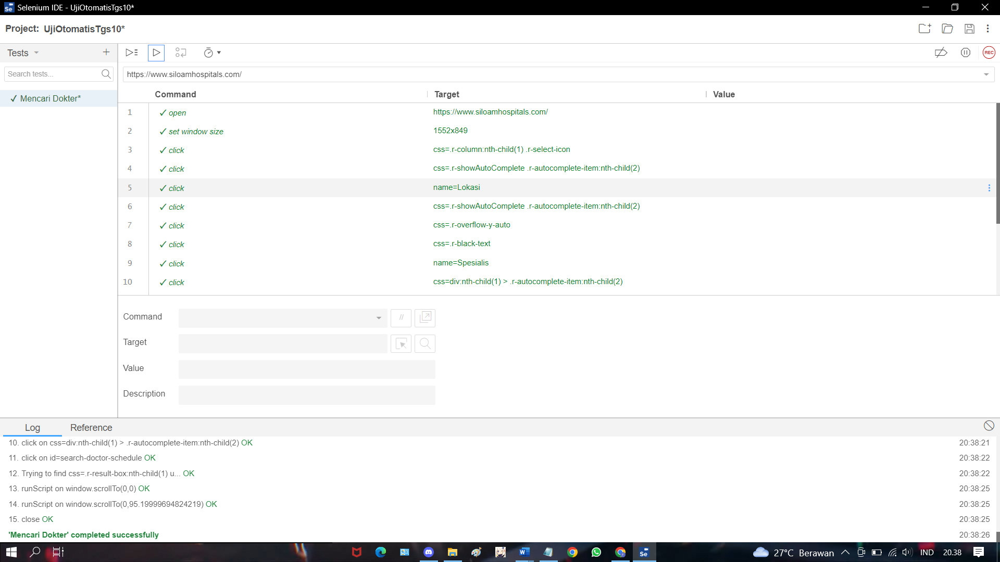 Selenium IDE - UjiOtomatisTgs10*
Project: UjiOtomatisTgs10*
Tests
Search tests...
✓ Mencari Dokter*
REC
https://www.siloamhospitals.com/
Command Target Value
1 ✓ open https://www.siloamhospitals.com/
2 ✓ set window size 1552x849
3 ✓ click css=.r-column:nth-child(1) .r-select-icon
4 ✓ click css=.r-showAutoComplete .r-autocomplete-item:nth-child(2)
5 ✓ click name=Lokasi
6 ✓ click css=.r-showAutoComplete .r-autocomplete-item:nth-child(2)
7 ✓ click css=.r-overflow-y-auto
8 ✓ click css=.r-black-text
9 ✓ click name=Spesialis
10 ✓ click css=div:nth-child(1) > .r-autocomplete-item:nth-child(2)
Command //
Target
Value
Description
Log Reference
10. click on css=div:nth-child(1) > .r-autocomplete-item:nth-child(2) OK 20:38:21
11. click on id=search-doctor-schedule OK 20:38:22
12. Trying to find css=.r-result-box:nth-child(1) u... OK 20:38:22
13. runScript on window.scrollTo(0,0) OK 20:38:25
14. runScript on window.scrollTo(0,95.19999694824219) OK 20:38:25
15. close OK 20:38:25
'Mencari Dokter' completed successfully 20:38:26
27°C Berawan IND 20.38